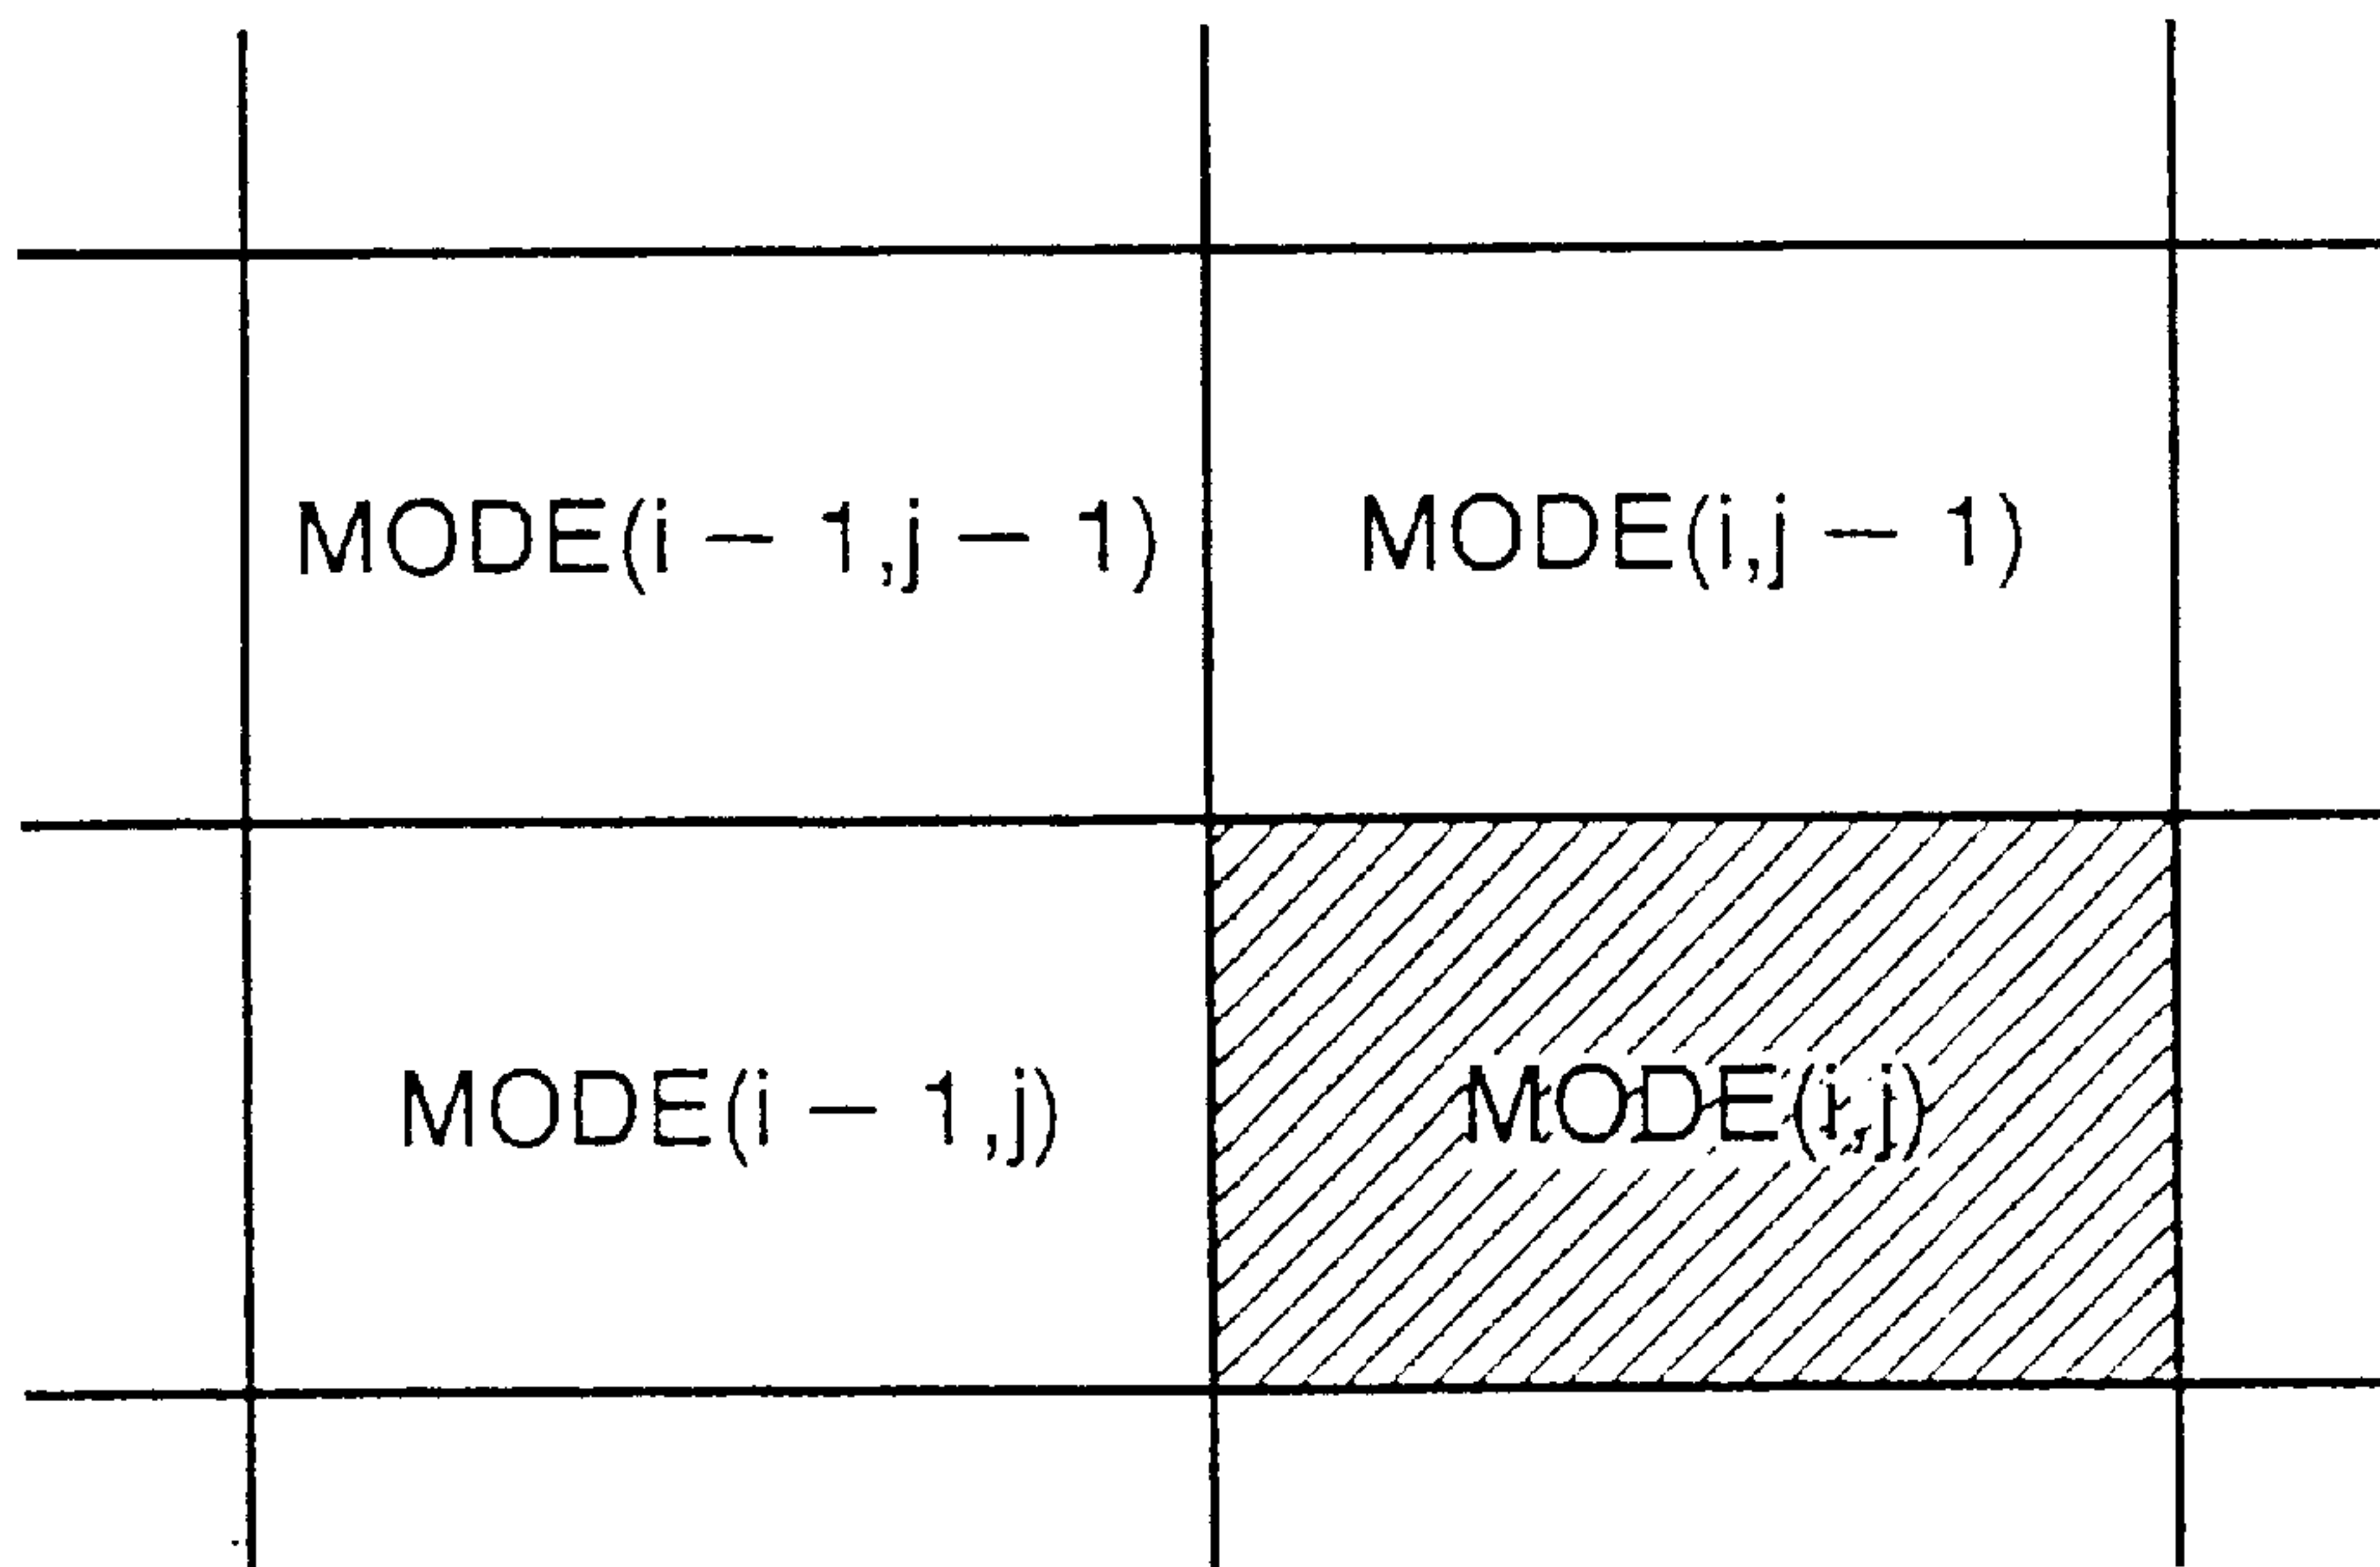 MODE(i − 1,j − 1) MODE(i,j − 1)
MODE(i − 1,j) MODE(i,j)